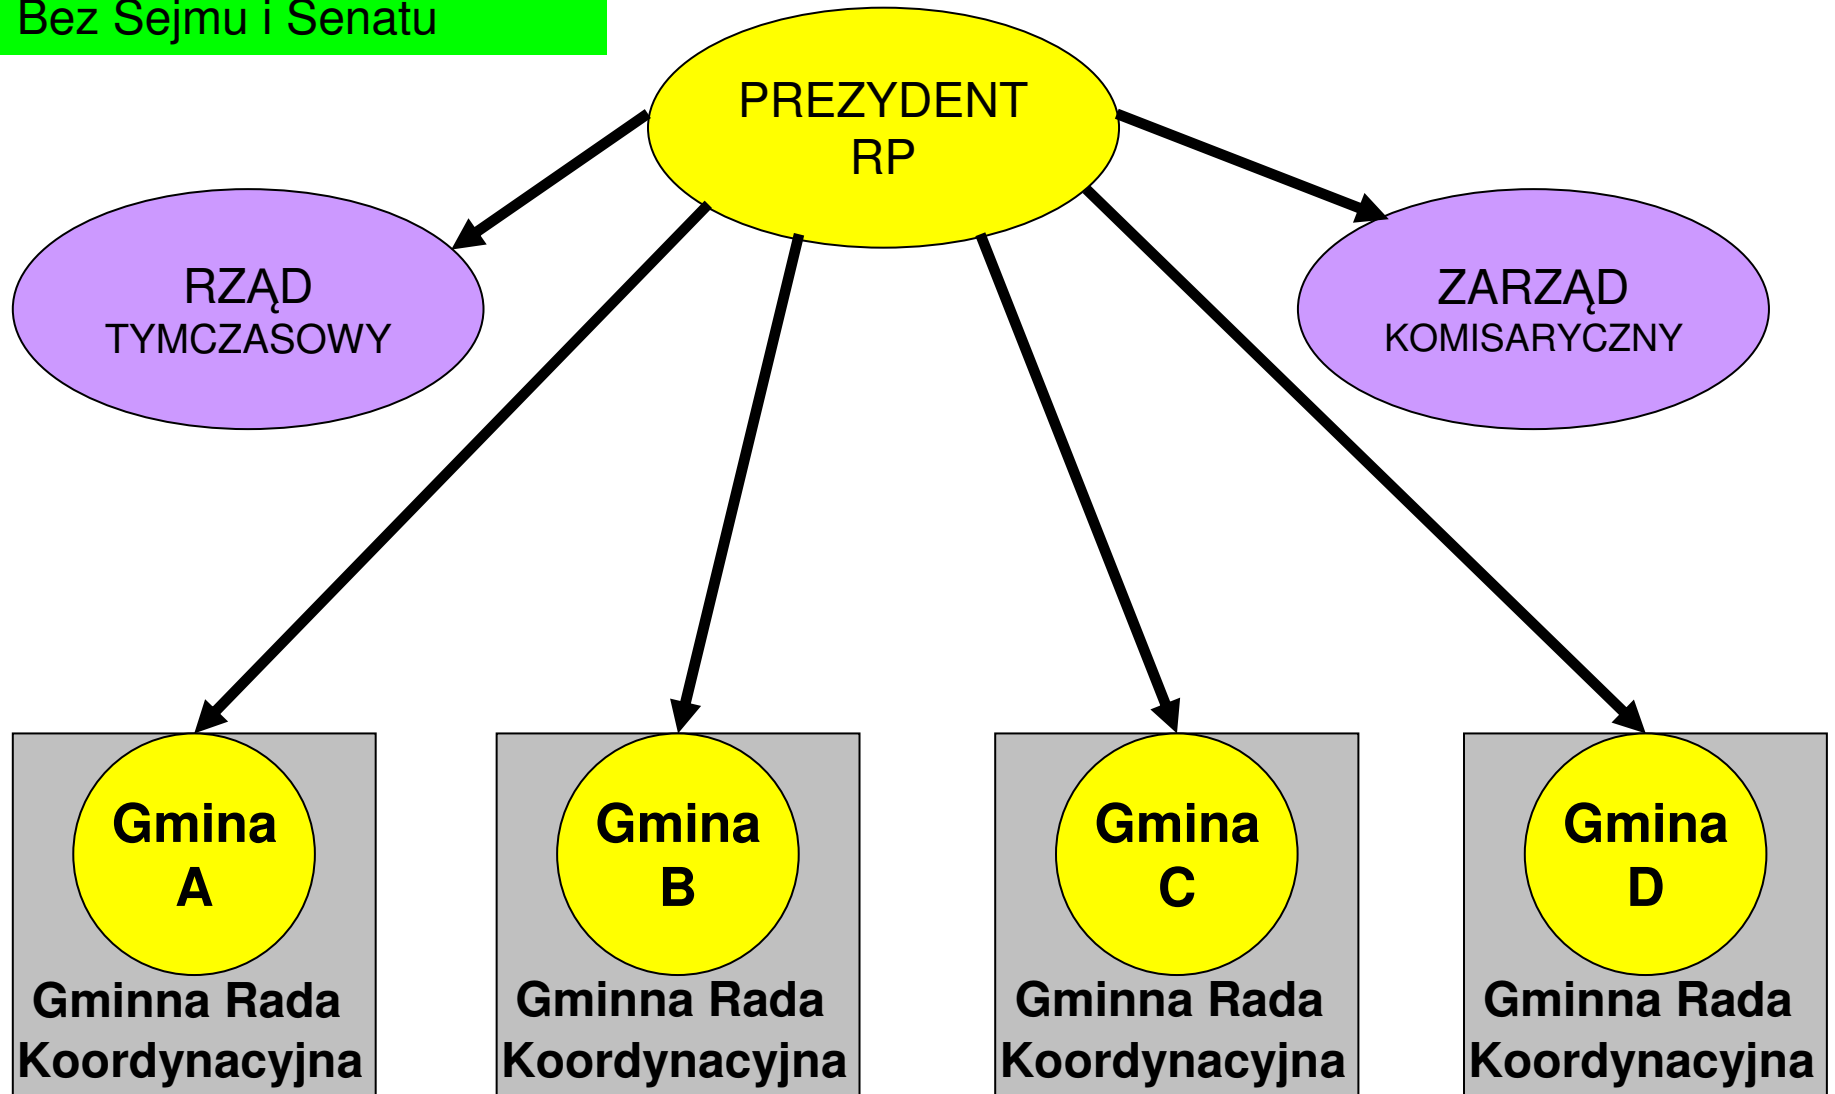 Bez Sejmu i Senatu
PREZYDENT
RP
RZĄD
TYMCZASOWY
ZARZĄD
KOMISARYCZNY
Gmina
A
Gminna Rada
Koordynacyjna
Gmina
B
Gminna Rada
Koordynacyjna
Gmina
C
Gminna Rada
Koordynacyjna
Gmina
D
Gminna Rada
Koordynacyjna